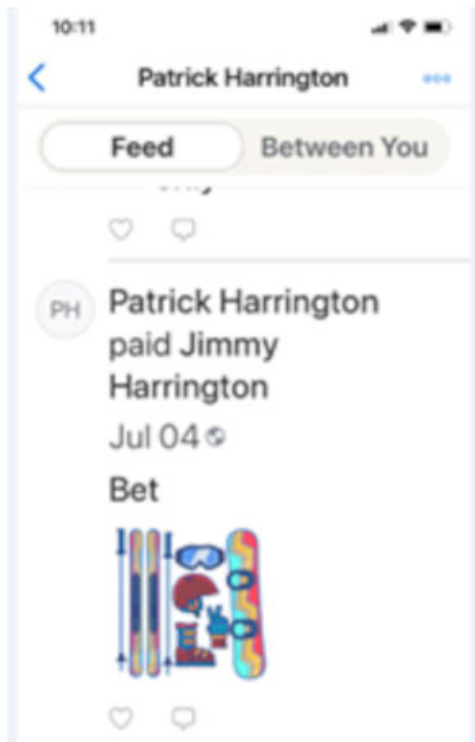 10:11
Patrick Harrington
Feed
Between You
PH
Patrick Harrington
paid Jimmy
Harrington
Jul 04
Bet